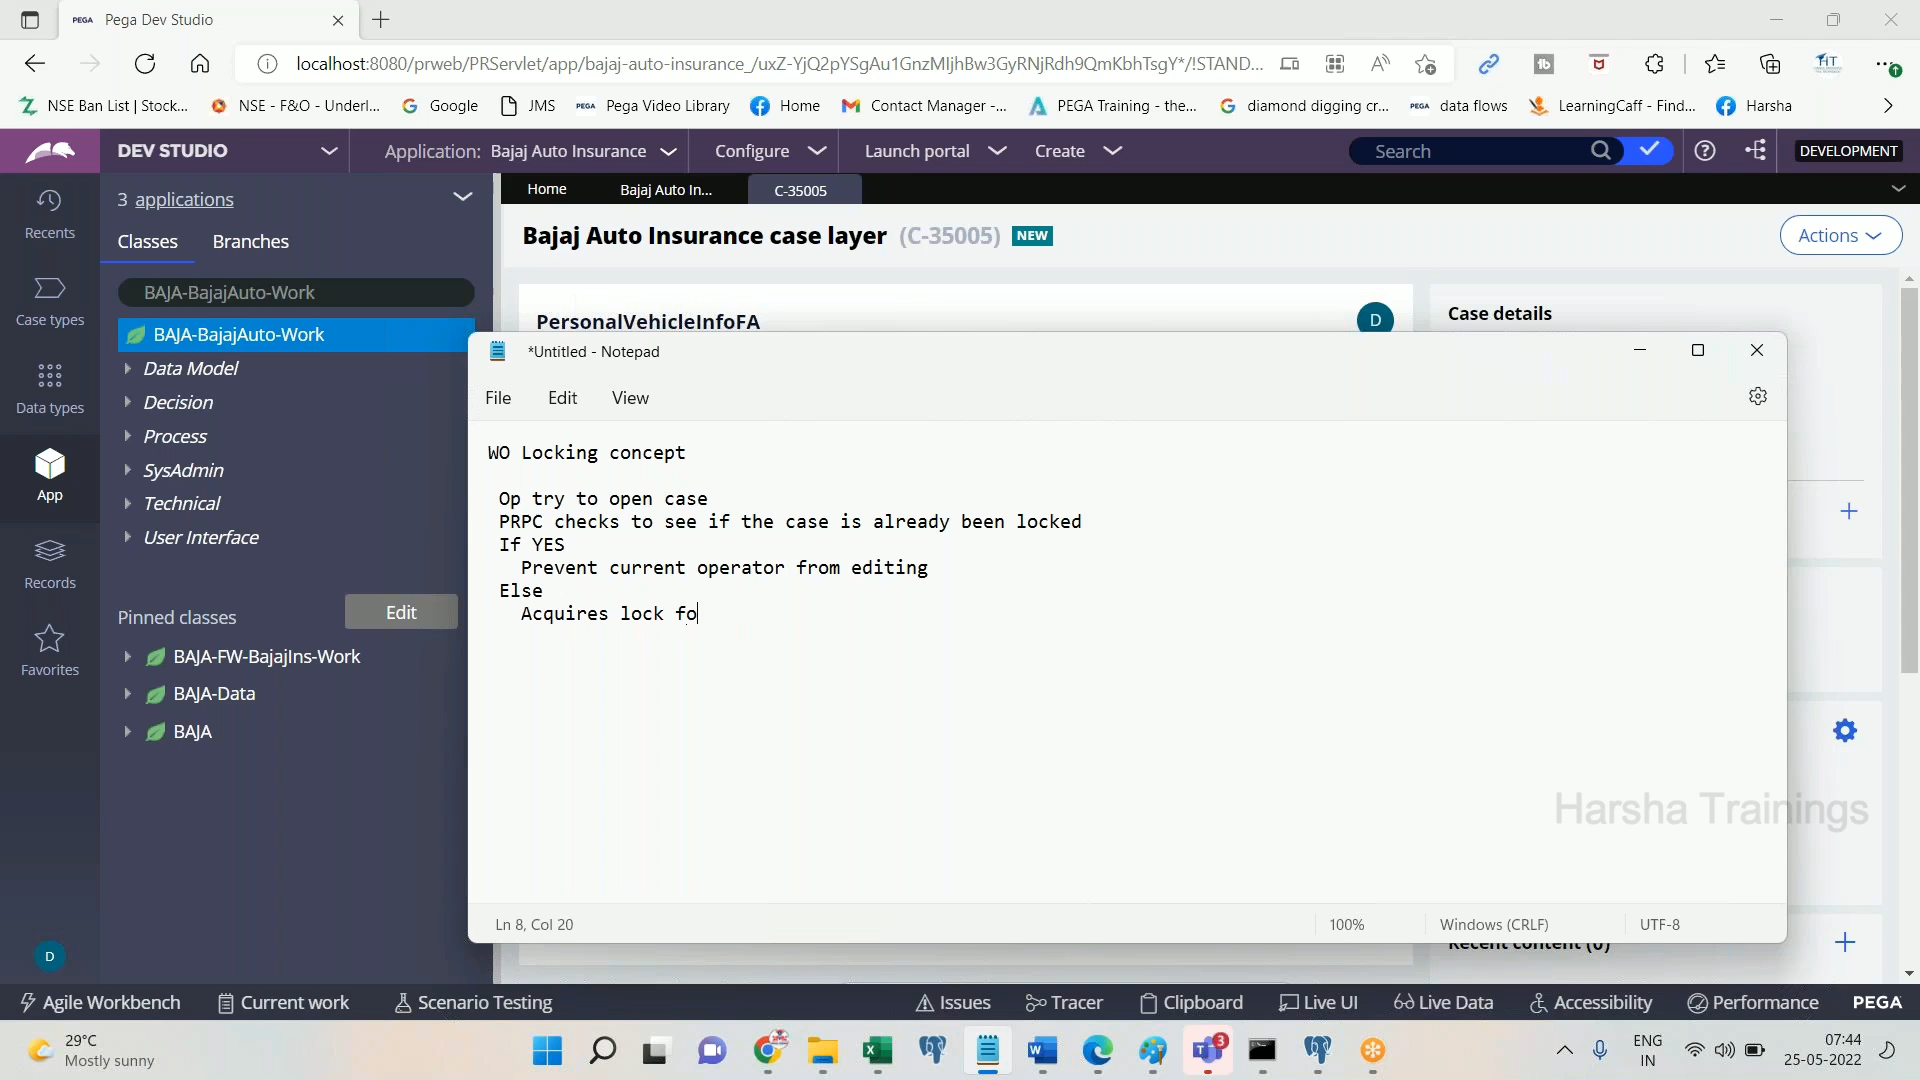 PEGA Pega Dev Studio
localhost:8080/prweb/PRServlet/app/bajaj-auto-insurance_/uxZ-YjQ2pYSgAu1GnzMIjhBw3GyRNjRdh9QmKbhTsgY*/!STAND...
NSE Ban List | Stock... NSE - F&O - Underl... Google JMS PEGA Pega Video Library Home Contact Manager -... PEGA Training - the... diamond digging cr... PEGA data flows LearningCaff - Find... Harsha
DEV STUDIO Application: Bajaj Auto Insurance Configure Launch portal Create Search DEVELOPMENT
Recents
Case types
Data types
App
Records
Favorites
D
3 applications
Classes Branches
BAJA-BajajAuto-Work
BAJA-BajajAuto-Work
Data Model
Decision
Process
SysAdmin
Technical
User Interface
Pinned classes Edit
BAJA-FW-BajajIns-Work
BAJA-Data
BAJA
Home Bajaj Auto In... C-35005
Bajaj Auto Insurance case layer (C-35005) NEW Actions
PersonalVehicleInfoFA D Case details
*Untitled - Notepad
File Edit View
WO Locking concept
Op try to open case
PRPC checks to see if the case is already been locked
If YES
Prevent current operator from editing
Else
Acquires lock fo
Harsha Trainings
Ln 8, Col 20 100% Windows (CRLF) UTF-8
Recent content (0)
Agile Workbench Current work Scenario Testing Issues Tracer Clipboard Live UI Live Data Accessibility Performance PEGA
29°C
Mostly sunny
3
ENG
IN
07:44
25-05-2022